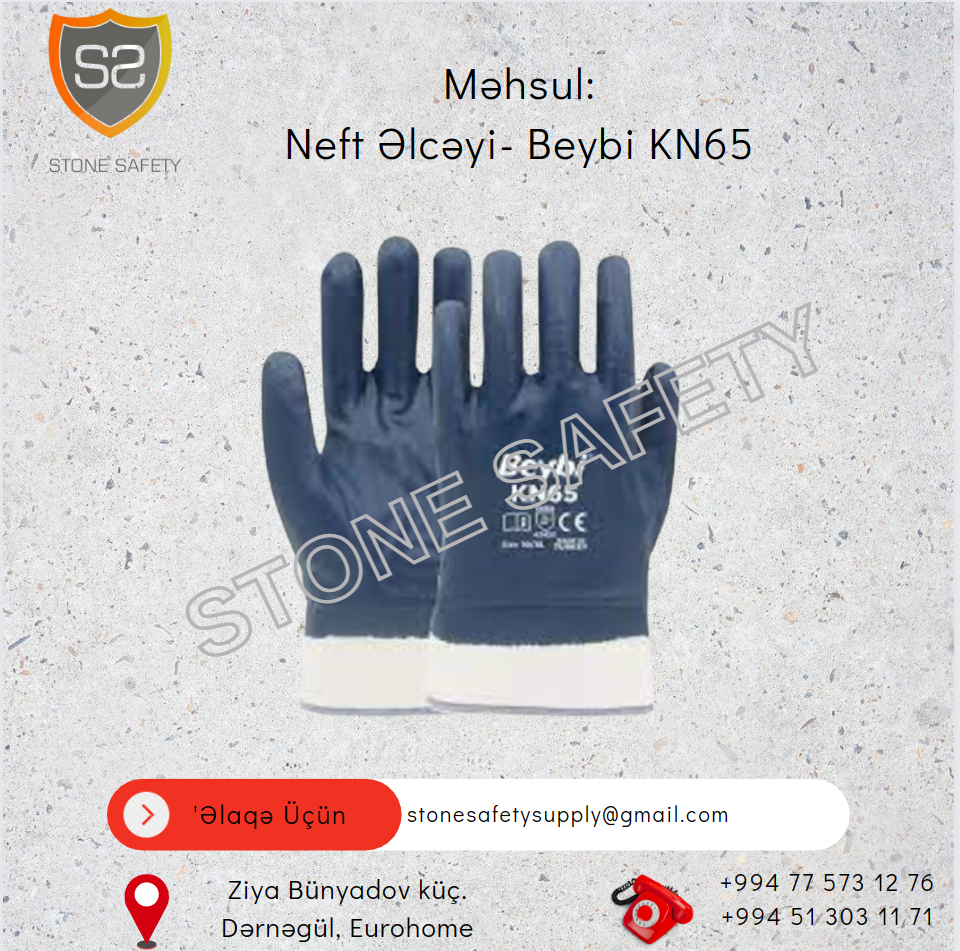 SS
STONE SAFETY
Məhsul:
Neft Əlcəyi- Beybi KN65
Beybi
KN65
CE
STONE SAFETY
'Əlaqə Üçün
stonesafetysupply@gmail.com
Ziya Bünyadov küç.
Dərnəgül, Eurohome
+994 77 573 12 76
+994 51 303 11 71